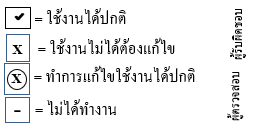 ✔ = ใช้งานได้ปกติ
x = ใช้งานไม่ได้ต้องแก้ไข
ⓧ = ทำการแก้ไขใช้งานได้ปกติ
- = ไม่ได้ทำงาน
ผู้รับผิดชอบ
ผู้ตรวจสอบ